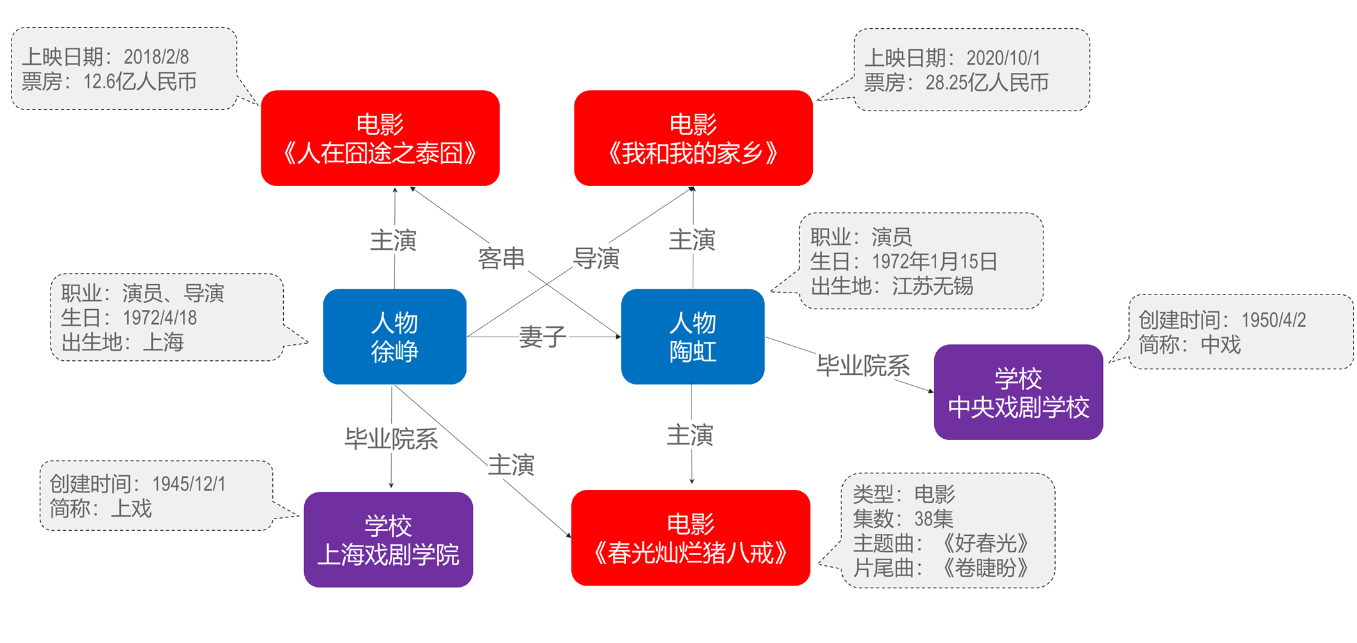 上映日期：2018/2/8
票房：12.6亿人民币
上映日期：2020/10/1
票房：28.25亿人民币
电影
《人在囧途之泰囧》
电影
《我和我的家乡》
主演
客串
导演
主演
职业：演员
生日：1972年1月15日
出生地：江苏无锡
职业：演员、导演
生日：1972/4/18
出生地：上海
人物
徐峥
妻子
人物
陶虹
创建时间：1950/4/2
简称：中戏
毕业院系
学校
中央戏剧学校
毕业院系
主演
主演
创建时间：1945/12/1
简称：上戏
学校
上海戏剧学院
电影
《春光灿烂猪八戒》
类型：电影
集数：38集
主题曲：《好春光》
片尾曲：《卷睫盼》